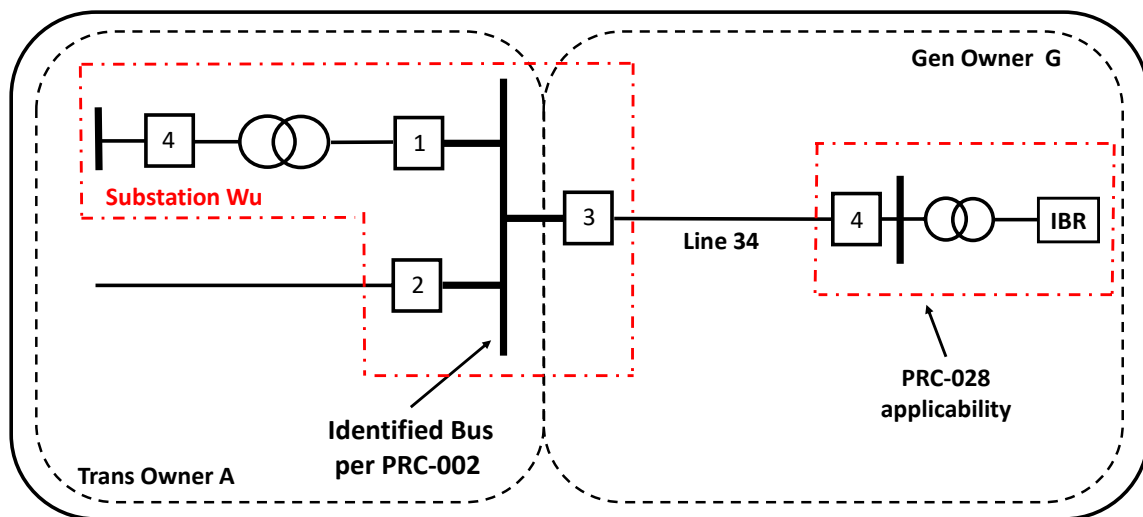 Gen Owner G
4
1
Substation Wu
3
Line 34
4
IBR
2
PRC-028
applicability
Identified Bus
per PRC-002
Trans Owner A